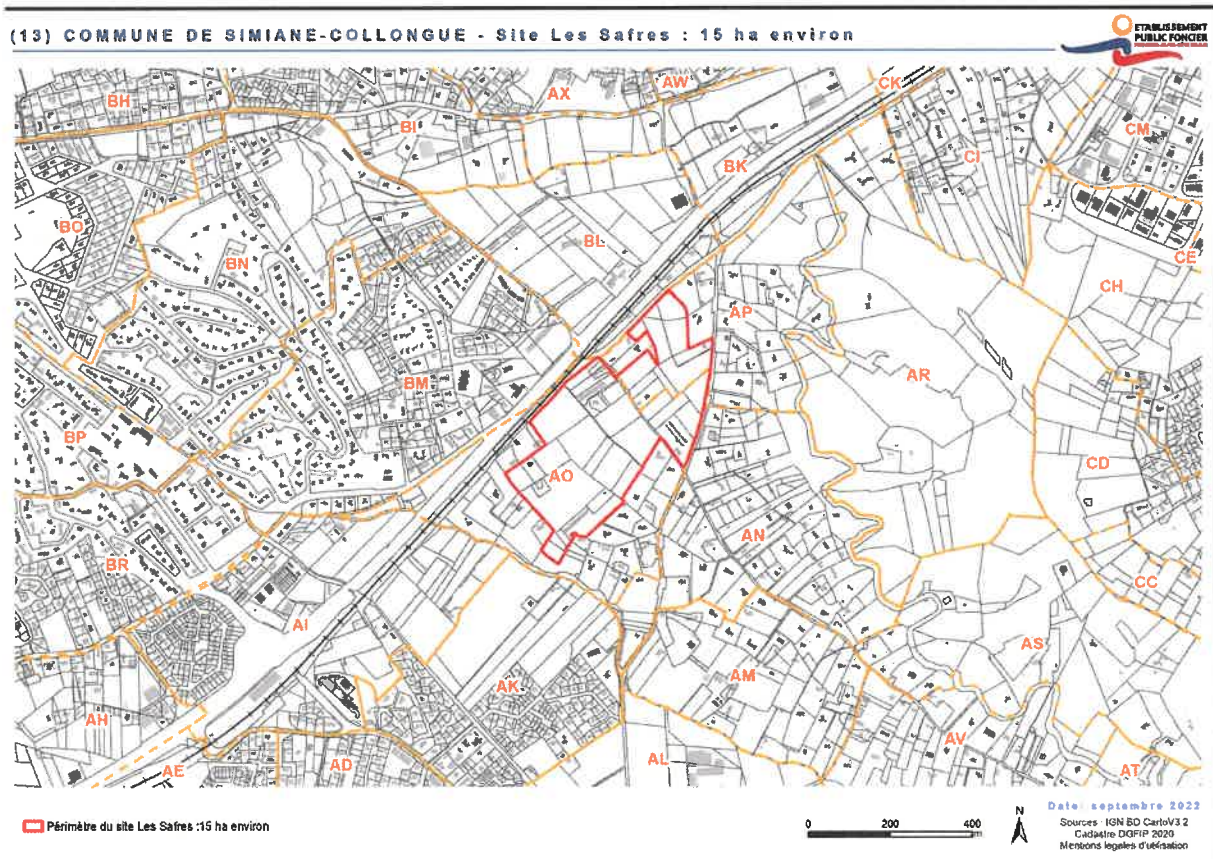 (13) COMMUNE DE SIMIANE-COLLONGUE - Site Les Safres : 15 ha environ
ETABLISSEMENT
PUBLIC FONCIER
BH
AX
AW
CK
BI
CM
BK
CI
BO
BL
BN
CE
CH
AP
AR
BM
BP
AO
CD
AN
BR
CC
AI
AS
AM
AK
AH
AV
AE
AD
AL
AT
Périmètre du site Les Safres :15 ha environ
0 200 400
m
N
Date: septembre 2022
Sources : IGN BD CartoV3 2
Cadastre DGFIP 2020
Mentions légales d'utilisation